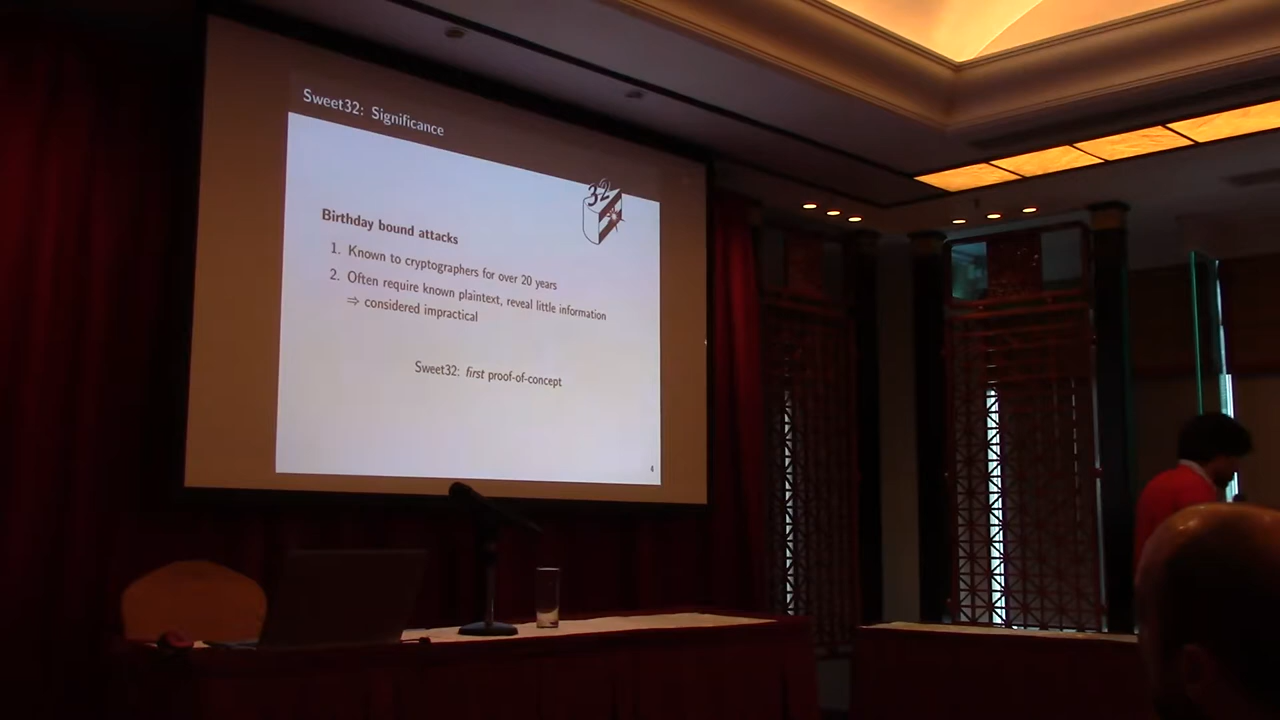 Sweet32: Significance
32
Birthday bound attacks
1. Known to cryptographers for over 20 years
2. Often require known plaintext, reveal little information
⇒ considered impractical
Sweet32: first proof-of-concept
4